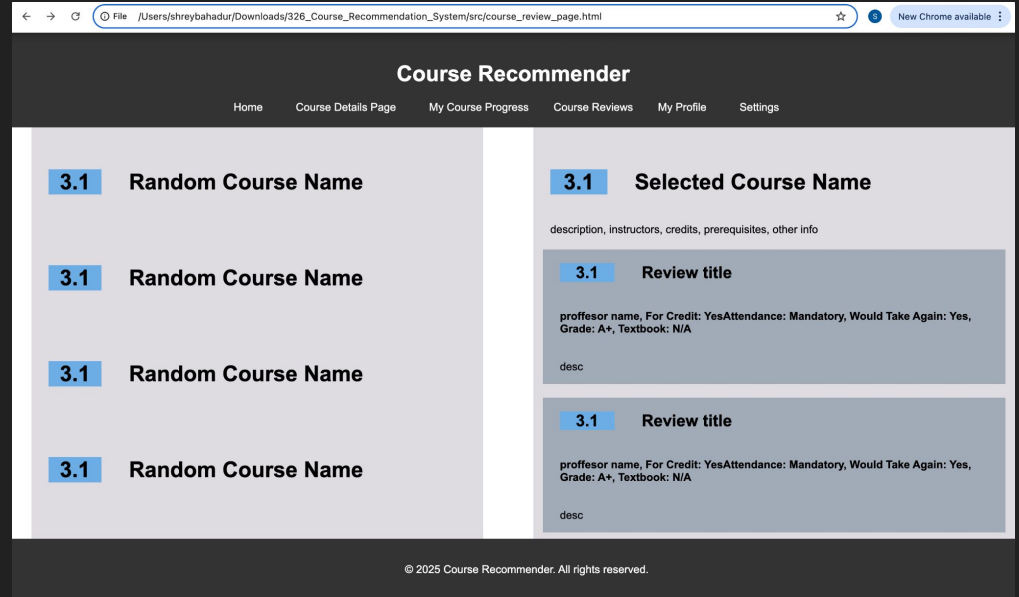 File /Users/shreybahadur/Downloads/326_Course_Recommendation_System/src/course_review_page.html
S
New Chrome available
Course Recommender
Home Course Details Page My Course Progress Course Reviews My Profile Settings
3.1 Random Course Name
3.1 Random Course Name
3.1 Random Course Name
3.1 Random Course Name
3.1 Selected Course Name
description, instructors, credits, prerequisites, other info
3.1 Review title
proffesor name, For Credit: YesAttendance: Mandatory, Would Take Again: Yes,
Grade: A+, Textbook: N/A
desc
3.1 Review title
proffesor name, For Credit: YesAttendance: Mandatory, Would Take Again: Yes,
Grade: A+, Textbook: N/A
desc
© 2025 Course Recommender. All rights reserved.